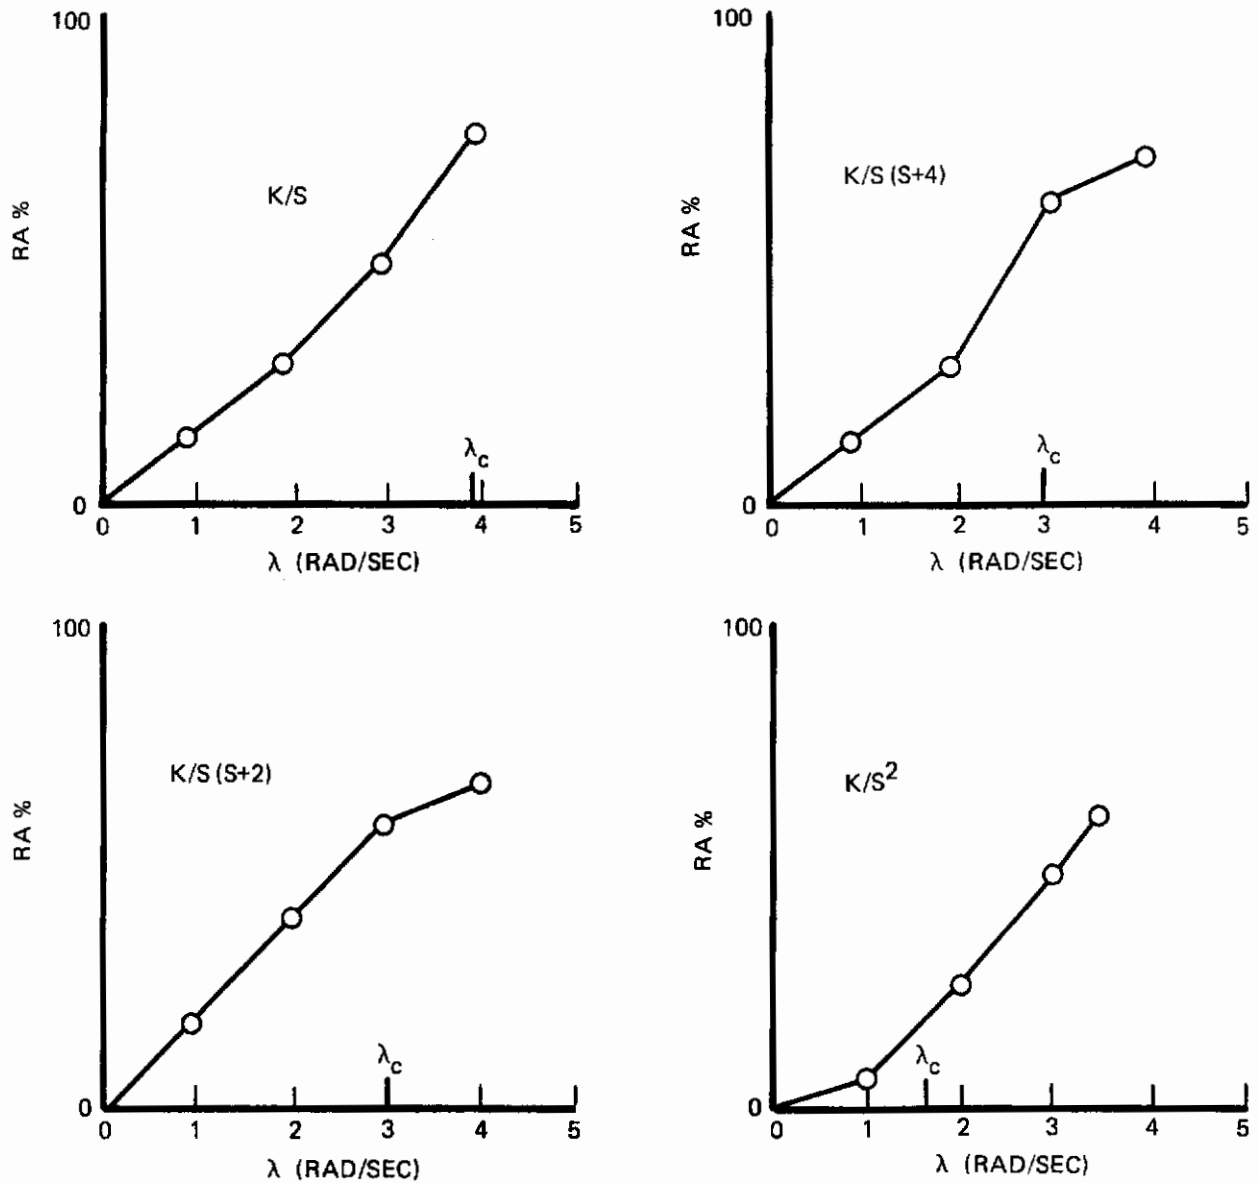 100
RA %
K/S
λc
0
0 1 2 3 4 5
λ (RAD/SEC)
100
RA %
K/S (S+4)
λc
0
0 1 2 3 4 5
λ (RAD/SEC)
100
RA %
K/S (S+2)
λc
0
0 1 2 3 4 5
λ (RAD/SEC)
100
RA %
K/S²
λc
0
0 1 2 3 4 5
λ (RAD/SEC)